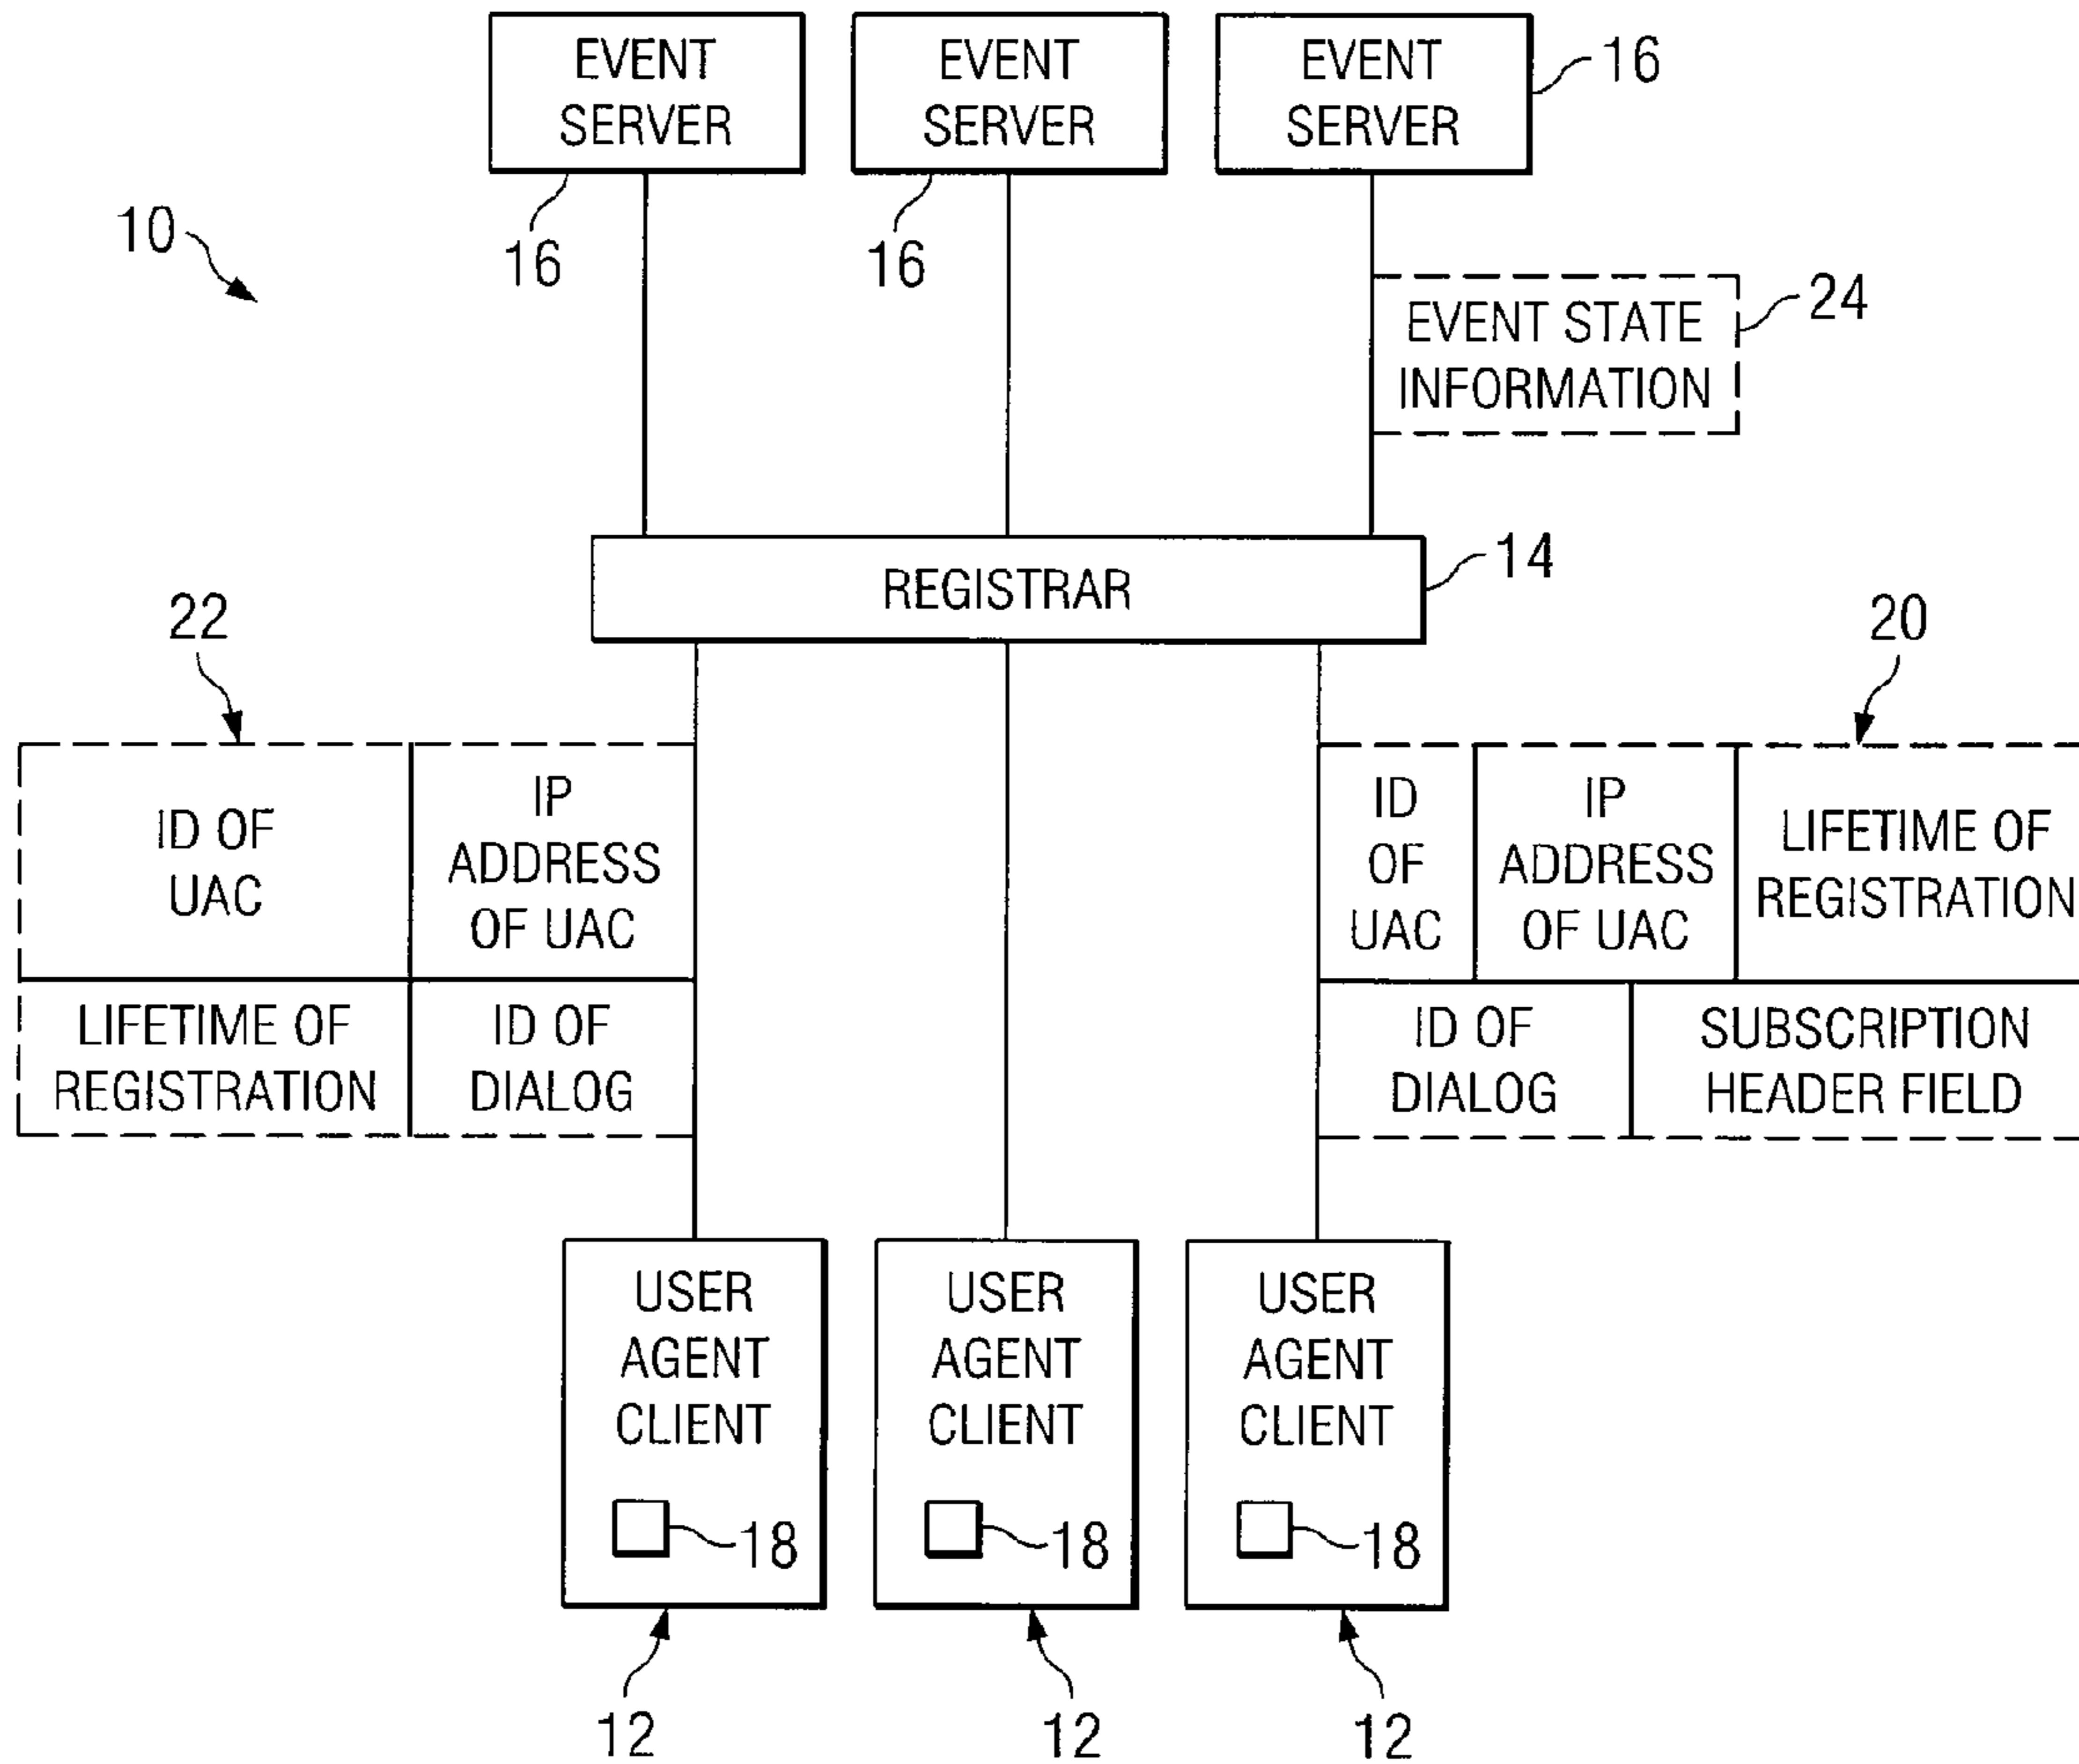 EVENT
SERVER
EVENT
SERVER
EVENT
SERVER
16
16
16
10
EVENT STATE
INFORMATION
24
REGISTRAR
14
22
20
ID OF
UAC
IP
ADDRESS
OF UAC
LIFETIME OF
REGISTRATION
ID OF
DIALOG
ID
OF
UAC
IP
ADDRESS
OF UAC
LIFETIME OF
REGISTRATION
ID OF
DIALOG
SUBSCRIPTION
HEADER FIELD
USER
AGENT
CLIENT
18
USER
AGENT
CLIENT
18
USER
AGENT
CLIENT
18
12
12
12